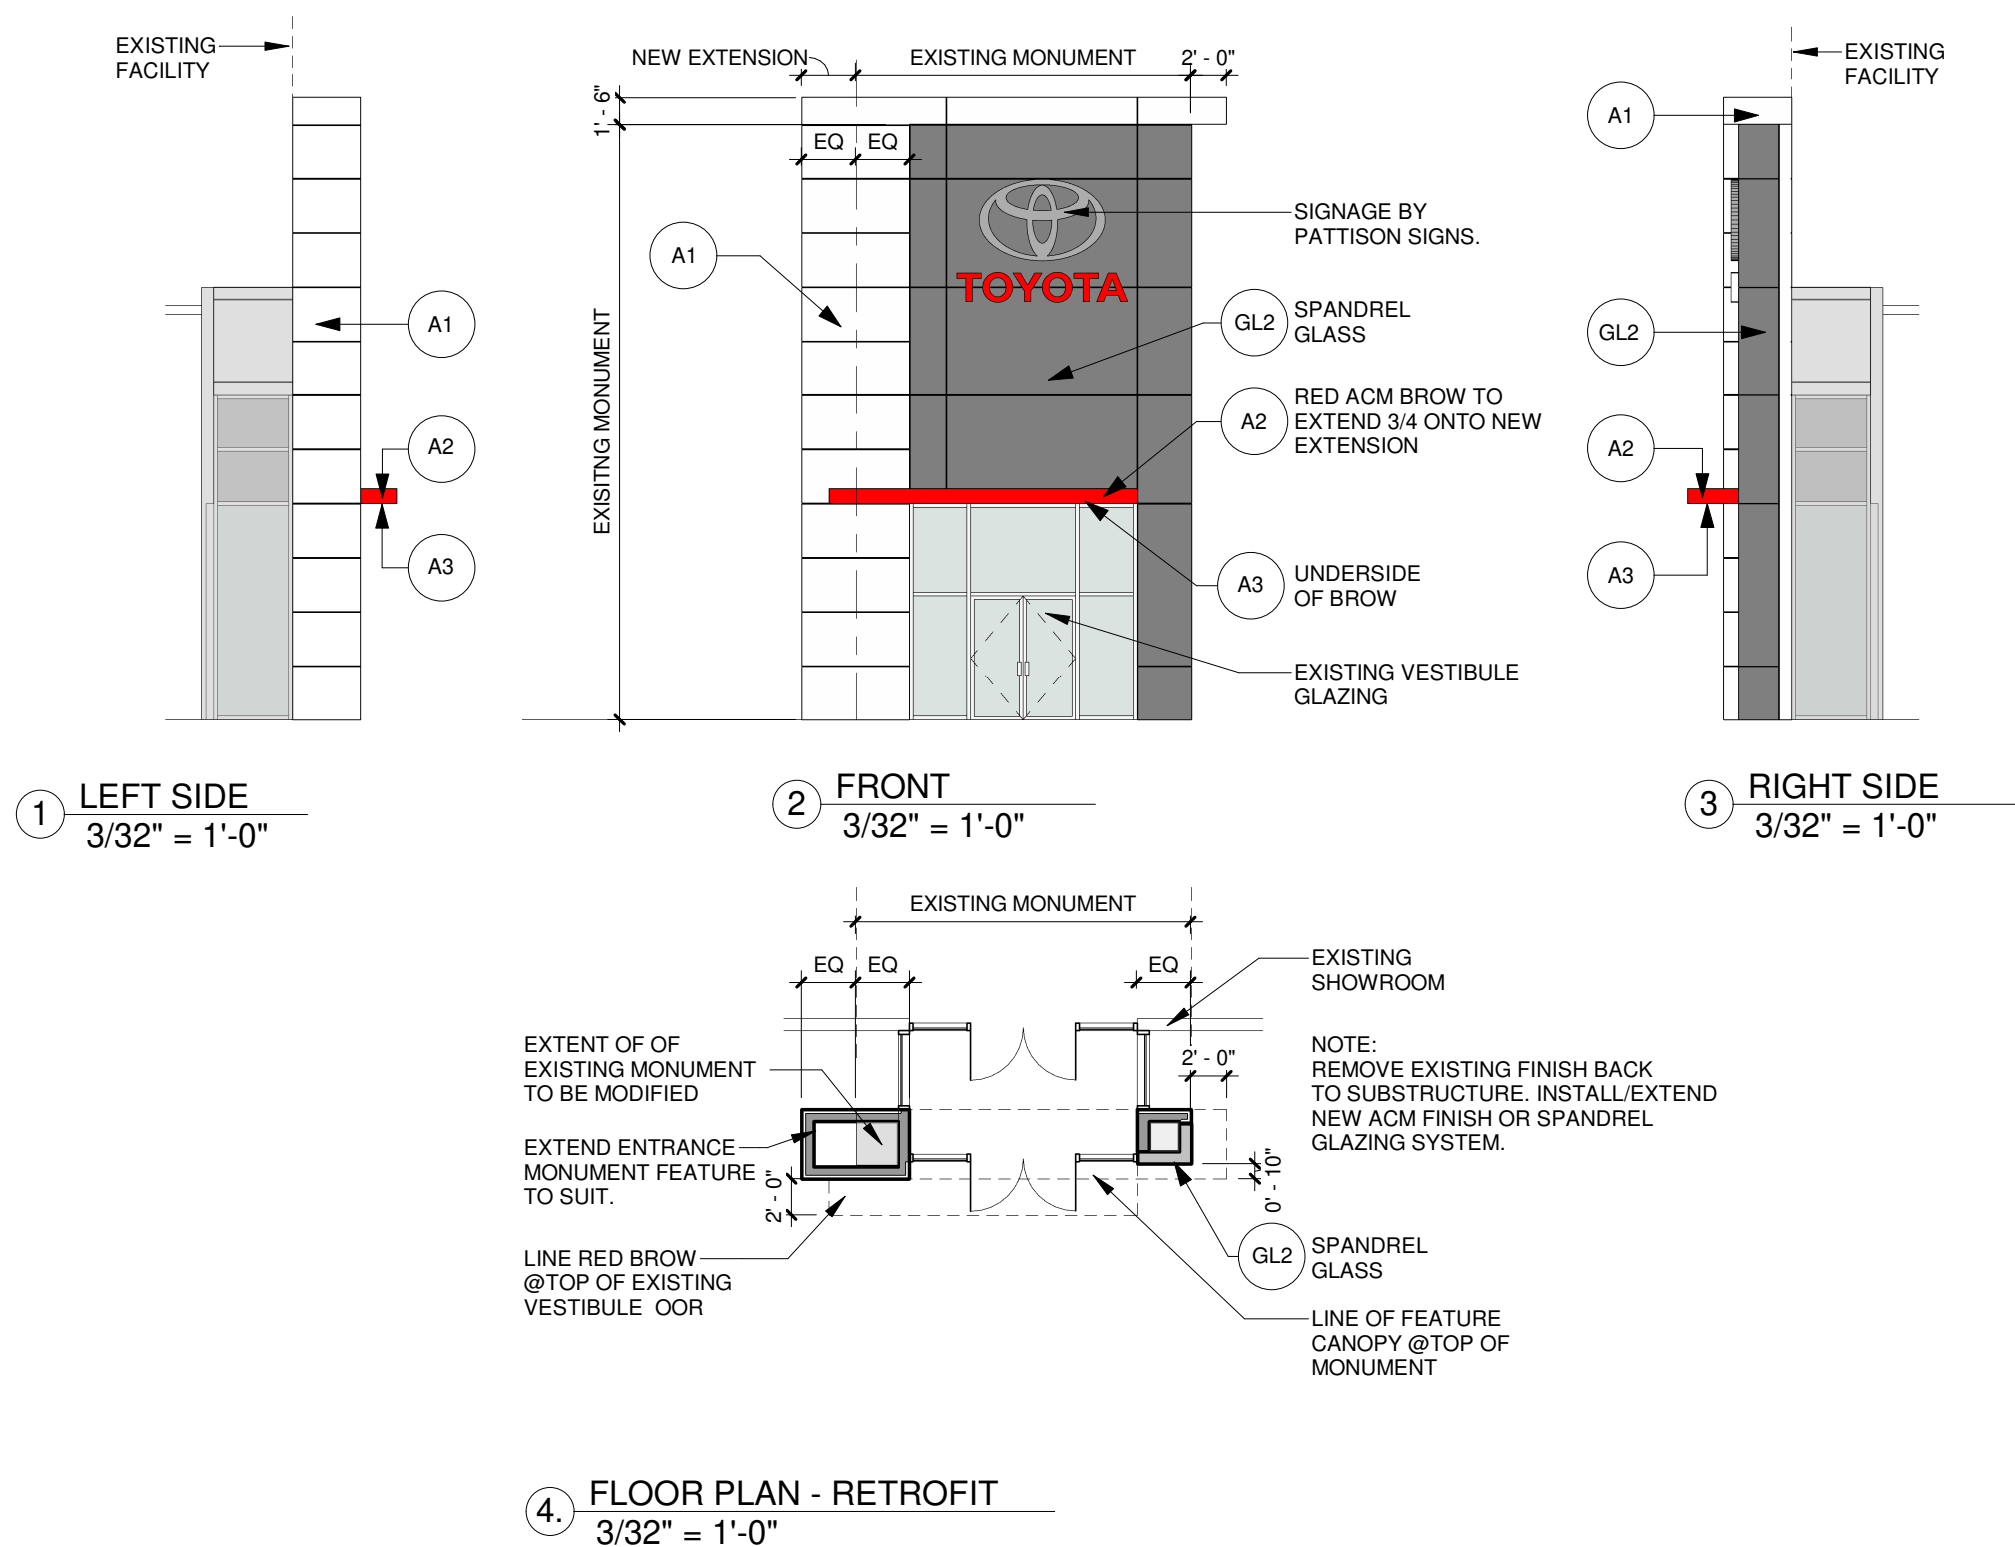 EXISTING
FACILITY
A1
A2
A3
1
LEFT SIDE
3/32" = 1'-0"
NEW EXTENSION
EXISTING MONUMENT
2' - 0"
1' - 6"
EQ
EQ
A1
EXISITNG MONUMENT
TOYOTA
SIGNAGE BY
PATTISON SIGNS.
GL2
SPANDREL
GLASS
A2
RED ACM BROW TO
EXTEND 3/4 ONTO NEW
EXTENSION
A3
UNDERSIDE
OF BROW
EXISTING VESTIBULE
GLAZING
2
FRONT
3/32" = 1'-0"
EXISTING
FACILITY
A1
GL2
A2
A3
3
RIGHT SIDE
3/32" = 1'-0"
EXISTING MONUMENT
EQ
EQ
EQ
EXISTING
SHOWROOM
EXTENT OF OF
EXISTING MONUMENT
TO BE MODIFIED
EXTEND ENTRANCE
MONUMENT FEATURE
TO SUIT.
2' - 0"
LINE RED BROW
@TOP OF EXISTING
VESTIBULE OOR
2' - 0"
0' - 10"
NOTE:
REMOVE EXISTING FINISH BACK
TO SUBSTRUCTURE. INSTALL/EXTEND
NEW ACM FINISH OR SPANDREL
GLAZING SYSTEM.
GL2
SPANDREL
GLASS
LINE OF FEATURE
CANOPY @TOP OF
MONUMENT
4.
FLOOR PLAN - RETROFIT
3/32" = 1'-0"